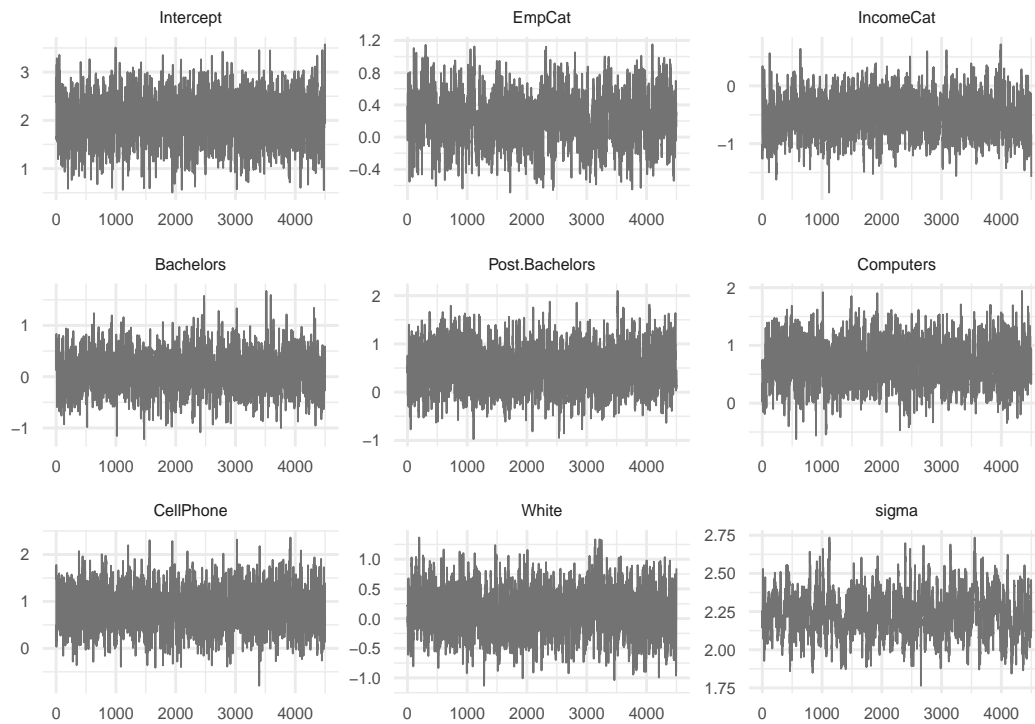 Intercept EmpCat IncomeCat
3 1.2
0.8 0
2 0.4
0.0 −1
1 −0.4
0 1000 2000 3000 4000 0 1000 2000 3000 4000 0 1000 2000 3000 4000
Bachelors Post.Bachelors Computers
2 2
1 1 1
0 0 0
−1 −1
0 1000 2000 3000 4000 0 1000 2000 3000 4000 0 1000 2000 3000 4000
CellPhone White sigma
2.75
2 1.0 2.50
1 0.5 2.25
0.0
0 −0.5 2.00
−1.0 1.75
0 1000 2000 3000 4000 0 1000 2000 3000 4000 0 1000 2000 3000 4000